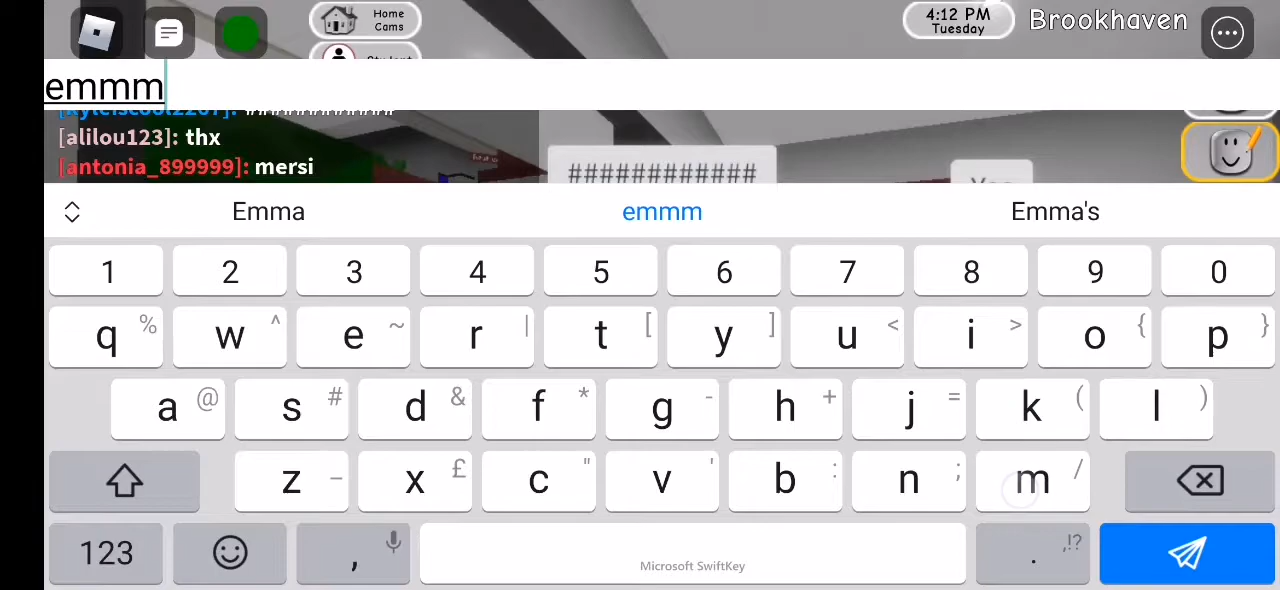 Home
Cams
4:12 PM
Tuesday
Brookhaven
emmm
[kyleiscool2207]: ############
[alilou123]: thx
[antonia_899999]: mersi
############
Emma emmm Emma's
1 2 3 4 5 6 7 8 9 0
q % w ^ e ~ r | t [ y ] u < i > o { p }
a @ s # d & f * g - h + j = k ( l )
z _ x £ c " v ' b : n ; m /
123 , Microsoft SwiftKey . ,!?